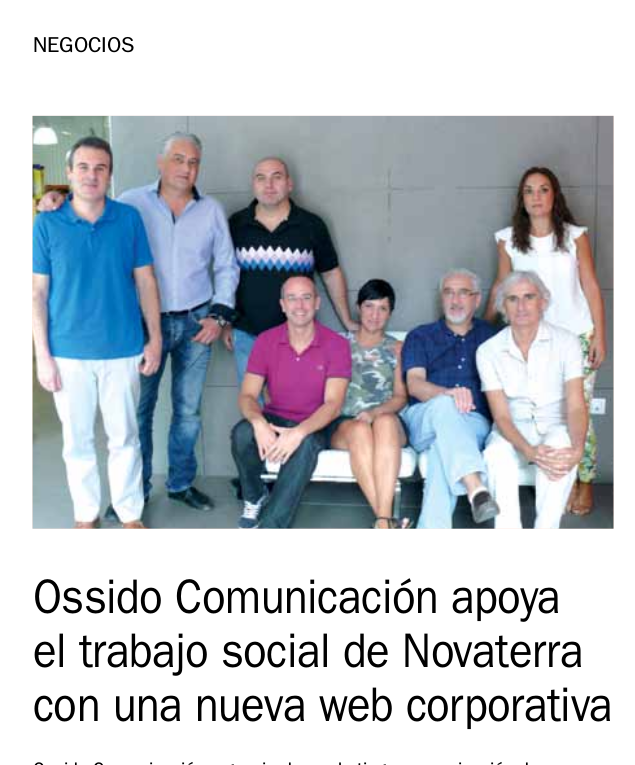 NEGOCIOS
Ossido Comunicación apoya
el trabajo social de Novaterra
con una nueva web corporativa